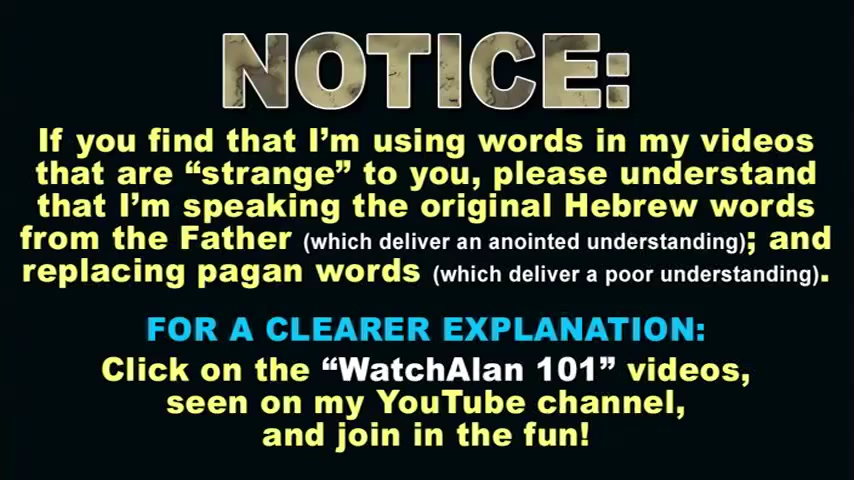 NOTICE:
If you find that I’m using words in my videos
that are “strange” to you, please understand
that I’m speaking the original Hebrew words
from the Father (which deliver an anointed understanding); and
replacing pagan words (which deliver a poor understanding).
FOR A CLEARER EXPLANATION:
Click on the “WatchAlan 101” videos,
seen on my YouTube channel,
and join in the fun!